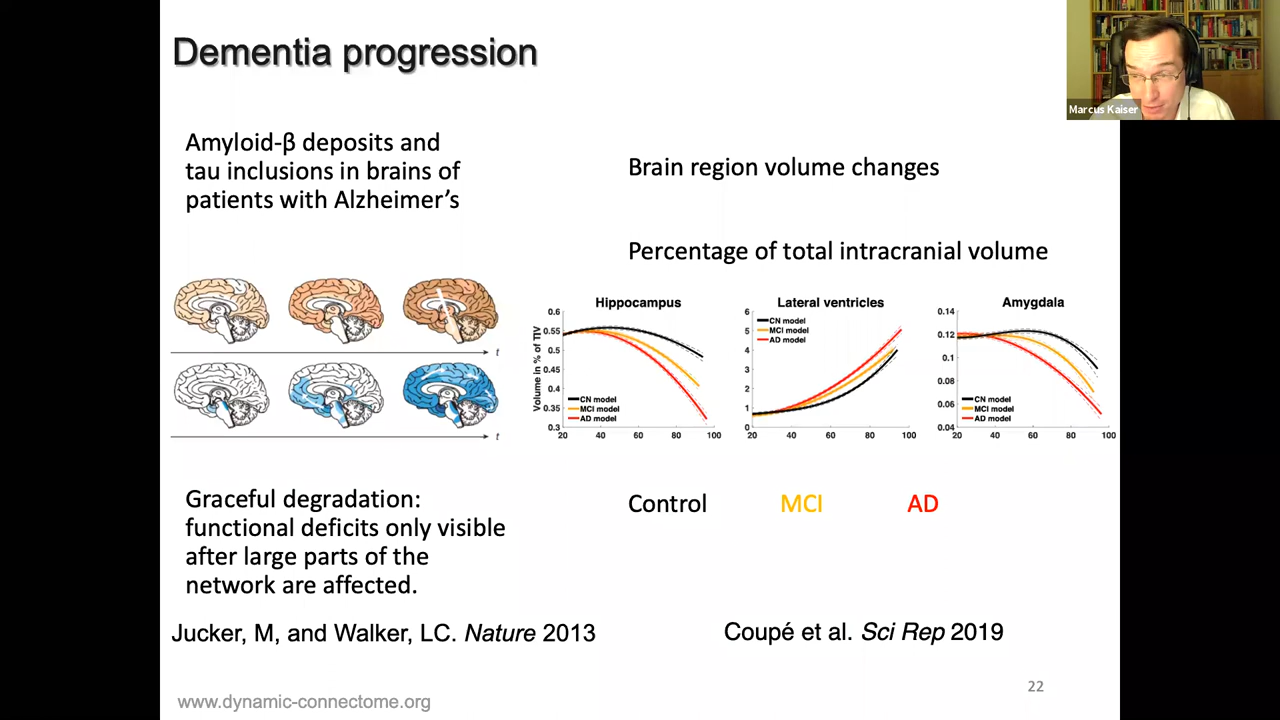 Dementia progression
Marcus Kaiser
Amyloid-β deposits and
tau inclusions in brains of
patients with Alzheimer’s
Brain region volume changes
Percentage of total intracranial volume
t
t
Hippocampus
Volume in % of TIV
0.6
0.55
0.5
0.45
0.4
0.35
0.3
CN model
MCI model
AD model
20 40 60 80 100
Lateral ventricles
6
5
4
3
2
1
0
CN model
MCI model
AD model
20 40 60 80 100
Amygdala
0.14
0.12
0.1
0.08
0.06
0.04
CN model
MCI model
AD model
20 40 60 80 100
Graceful degradation:
functional deficits only visible
after large parts of the
network are affected.
Control MCI AD
Jucker, M, and Walker, LC. Nature 2013
Coupé et al. Sci Rep 2019
22
www.dynamic-connectome.org